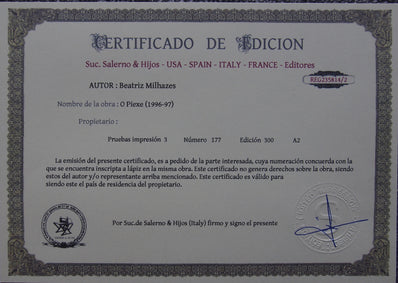 CERTIFICADO DE EDICION
Suc. Salerno & Hijos - USA - SPAIN - ITALY - FRANCE - Editores
REG235814/2
AUTOR : Beatriz Milhazes
Nombre de la obra : O Piexe (1996-97)
Propietario :
Pruebas impresión 3 Número 177 Edición 300 A2
La emisión del presente certificado, es a pedido de la parte interesada, cuya numeración concuerda con la
que se encuentra inscripta a lápiz en la misma obra. Este certificado no genera derechos sobre la obra, siendo
estos del autor y/o representante arriba mencionado. Este certificado es válido para
siendo este el país de residencia del propietario.
Por Suc.de Salerno & Hijos (Italy) firmo y signo el presente